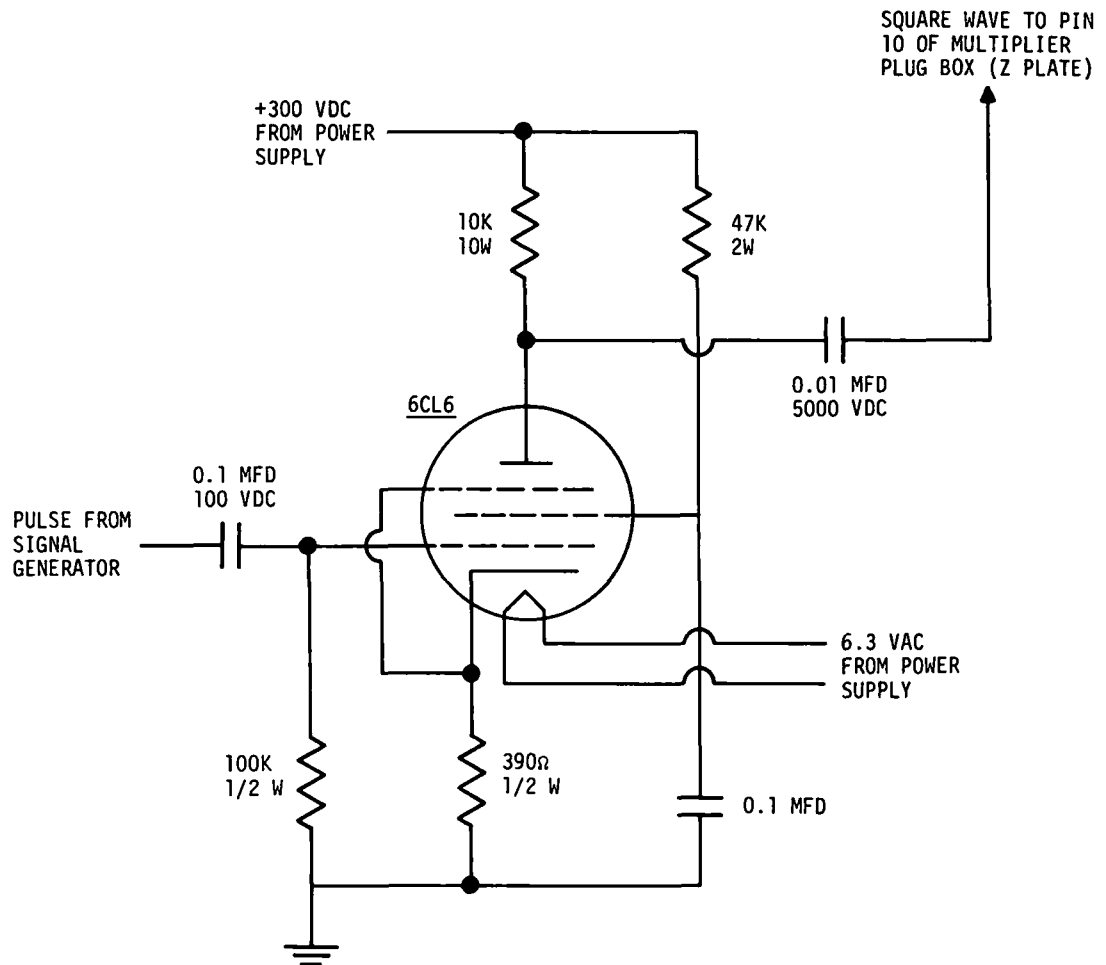 SQUARE WAVE TO PIN
10 OF MULTIPLIER
PLUG BOX (Z PLATE)
+300 VDC
FROM POWER
SUPPLY
10K
10W
47K
2W
0.01 MFD
5000 VDC
6CL6
0.1 MFD
100 VDC
PULSE FROM
SIGNAL
GENERATOR
6.3 VAC
FROM POWER
SUPPLY
100K
1/2 W
390Ω
1/2 W
0.1 MFD